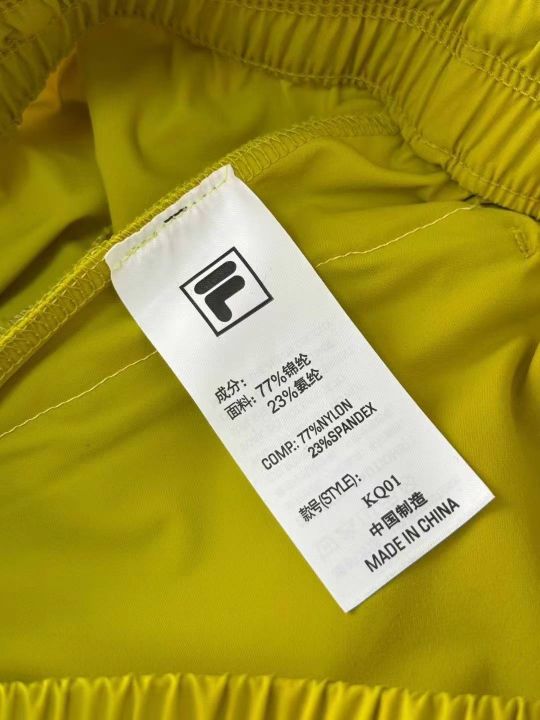 F
成分:
面料: 77%锦纶
23%氨纶
COMP.: 77%NYLON
23%SPANDEX
款号(STYLE): KQ01
中国制造
MADE IN CHINA